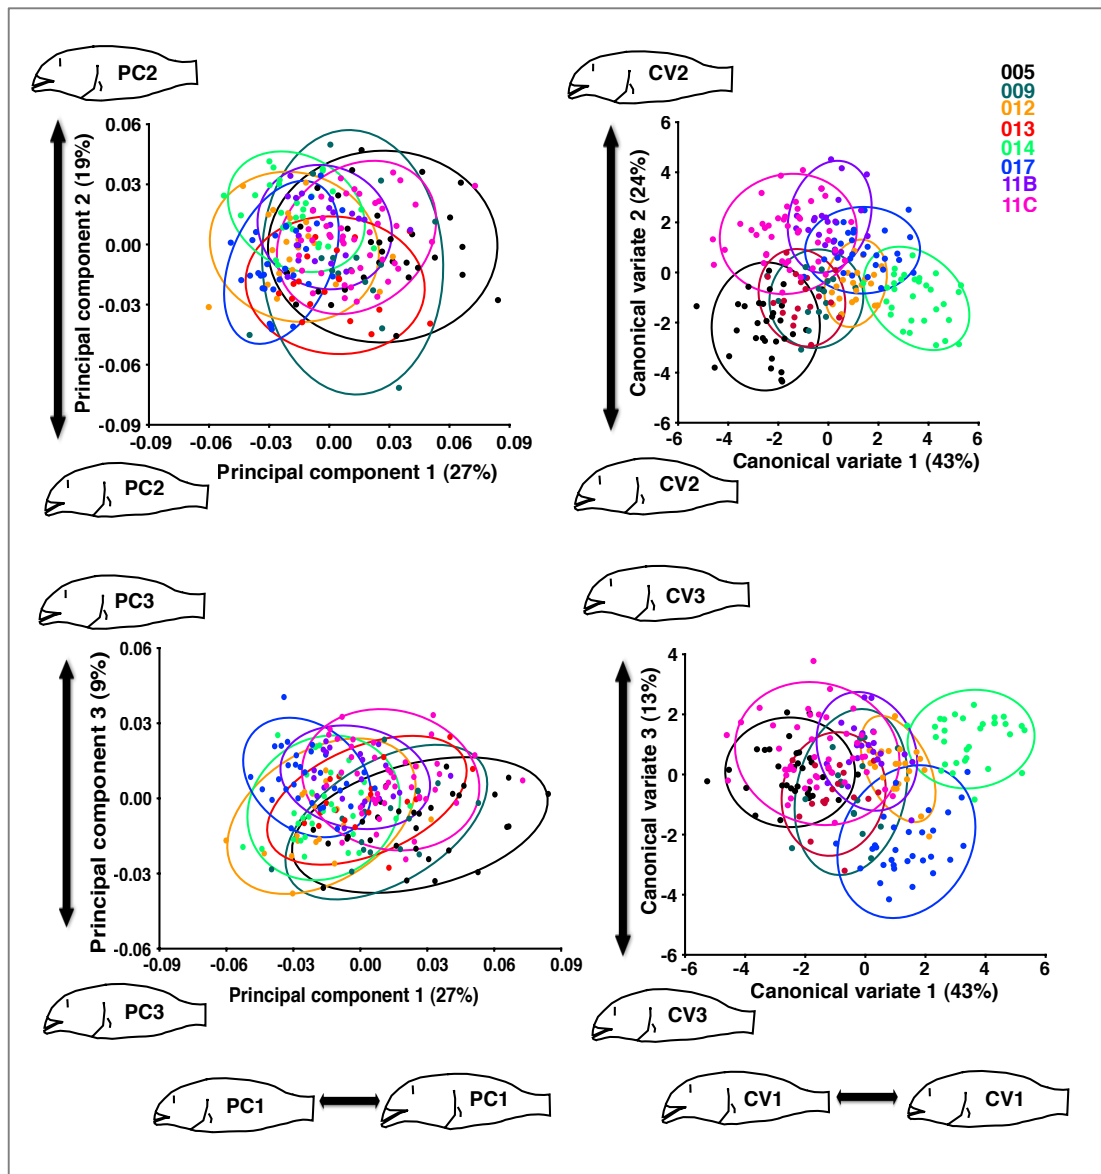 PC2
CV2
005
009
012
013
014
017
11B
11C
Principal component 2 (19%)
0.06
0.03
0.00
-0.03
-0.06
-0.09
-0.09 -0.06 -0.03 0.00 0.03 0.06 0.09
Principal component 1 (27%)
PC2
Canonical variate 2 (24%)
6
4
2
0
-2
-4
-6
-6 -4 -2 0 2 4 6
Canonical variate 1 (43%)
CV2
PC3
CV3
Principal component 3 (9%)
0.06
0.03
0.00
-0.03
-0.06
-0.09 -0.06 -0.03 0.00 0.03 0.06 0.09
Principal component 1 (27%)
PC3
Canonical variate 3 (13%)
4
2
0
-2
-4
-6
-6 -4 -2 0 2 4 6
Canonical variate 1 (43%)
CV3
PC1 PC1
CV1 CV1